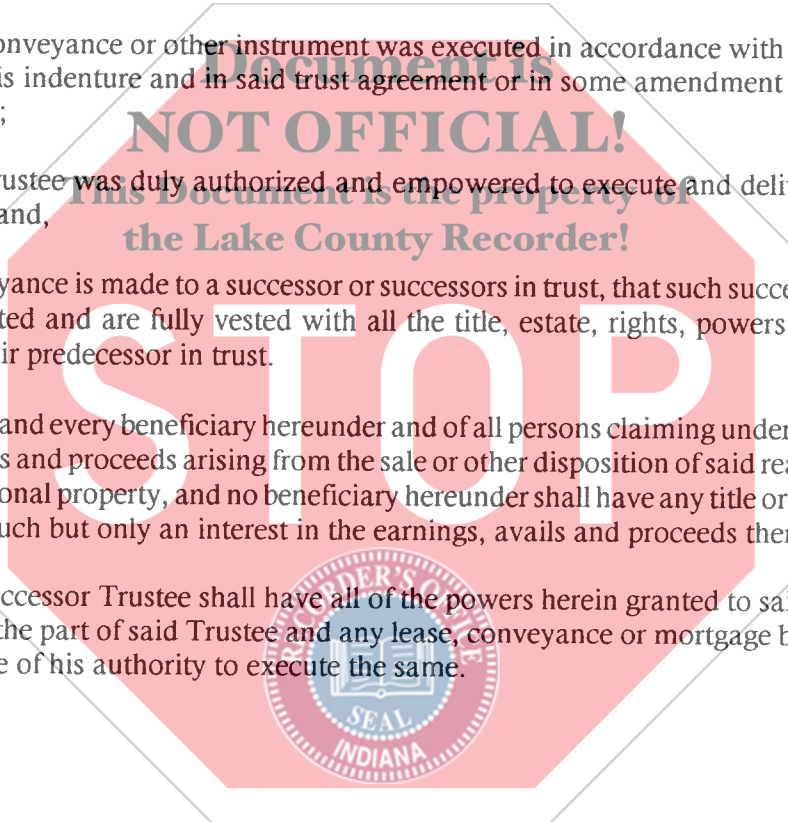 onveyance or other instrument was executed in accordance with
is indenture and in said trust agreement or in some amendment
;
rustee was duly authorized and empowered to execute and deliv
and,
yance is made to a successor or successors in trust, that such succe
ted and are fully vested with all the title, estate, rights, powers
ir predecessor in trust.
and every beneficiary hereunder and of all persons claiming under
s and proceeds arising from the sale or other disposition of said rea
onal property, and no beneficiary hereunder shall have any title or
uch but only an interest in the earnings, avails and proceeds ther
ccessor Trustee shall have all of the powers herein granted to sai
the part of said Trustee and any lease, conveyance or mortgage b
e of his authority to execute the same.
Document is
NOT OFFICIAL!
This Document is the property of
the Lake County Recorder!
STOP
RECORDER'S OFFICE
SEAL
INDIANA